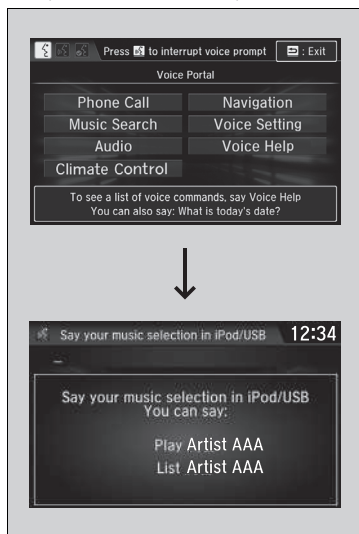 Press to interrupt voice prompt : Exit
Voice Portal
Phone Call Navigation
Music Search Voice Setting
Audio Voice Help
Climate Control
To see a list of voice commands, say Voice Help
You can also say: What is today's date?
Say your music selection in iPod/USB 12:34
Say your music selection in iPod/USB
You can say:
Play Artist AAA
List Artist AAA